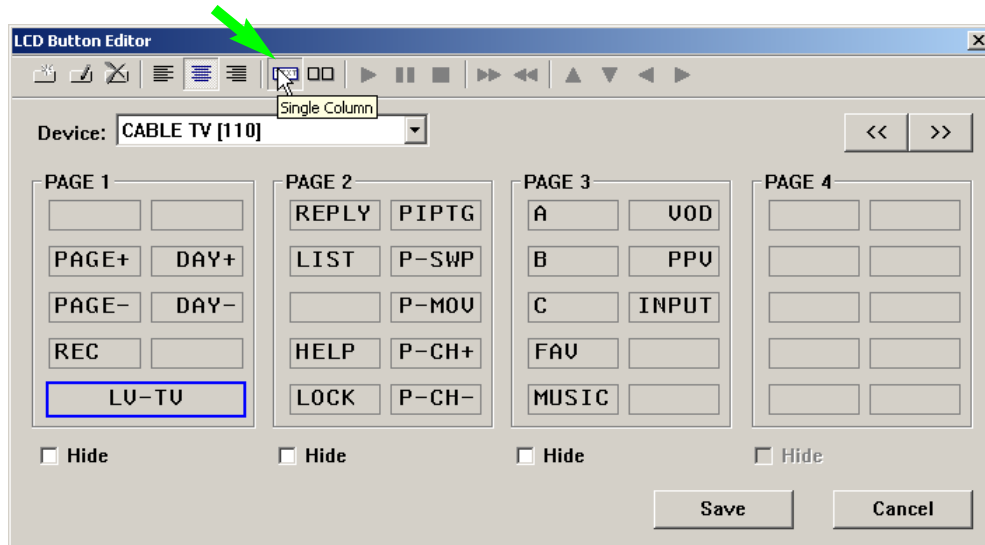 LCD Button Editor
Single Column
Device: CABLE TV [110]
<< >>
PAGE 1 PAGE 2 PAGE 3 PAGE 4
REPLY PIPTG A VOD
PAGE+ DAY+ LIST P-SWP B PPV
PAGE- DAY- P-MOV C INPUT
REC HELP P-CH+ FAV
LV-TV LOCK P-CH- MUSIC
Hide Hide Hide Hide
Save Cancel